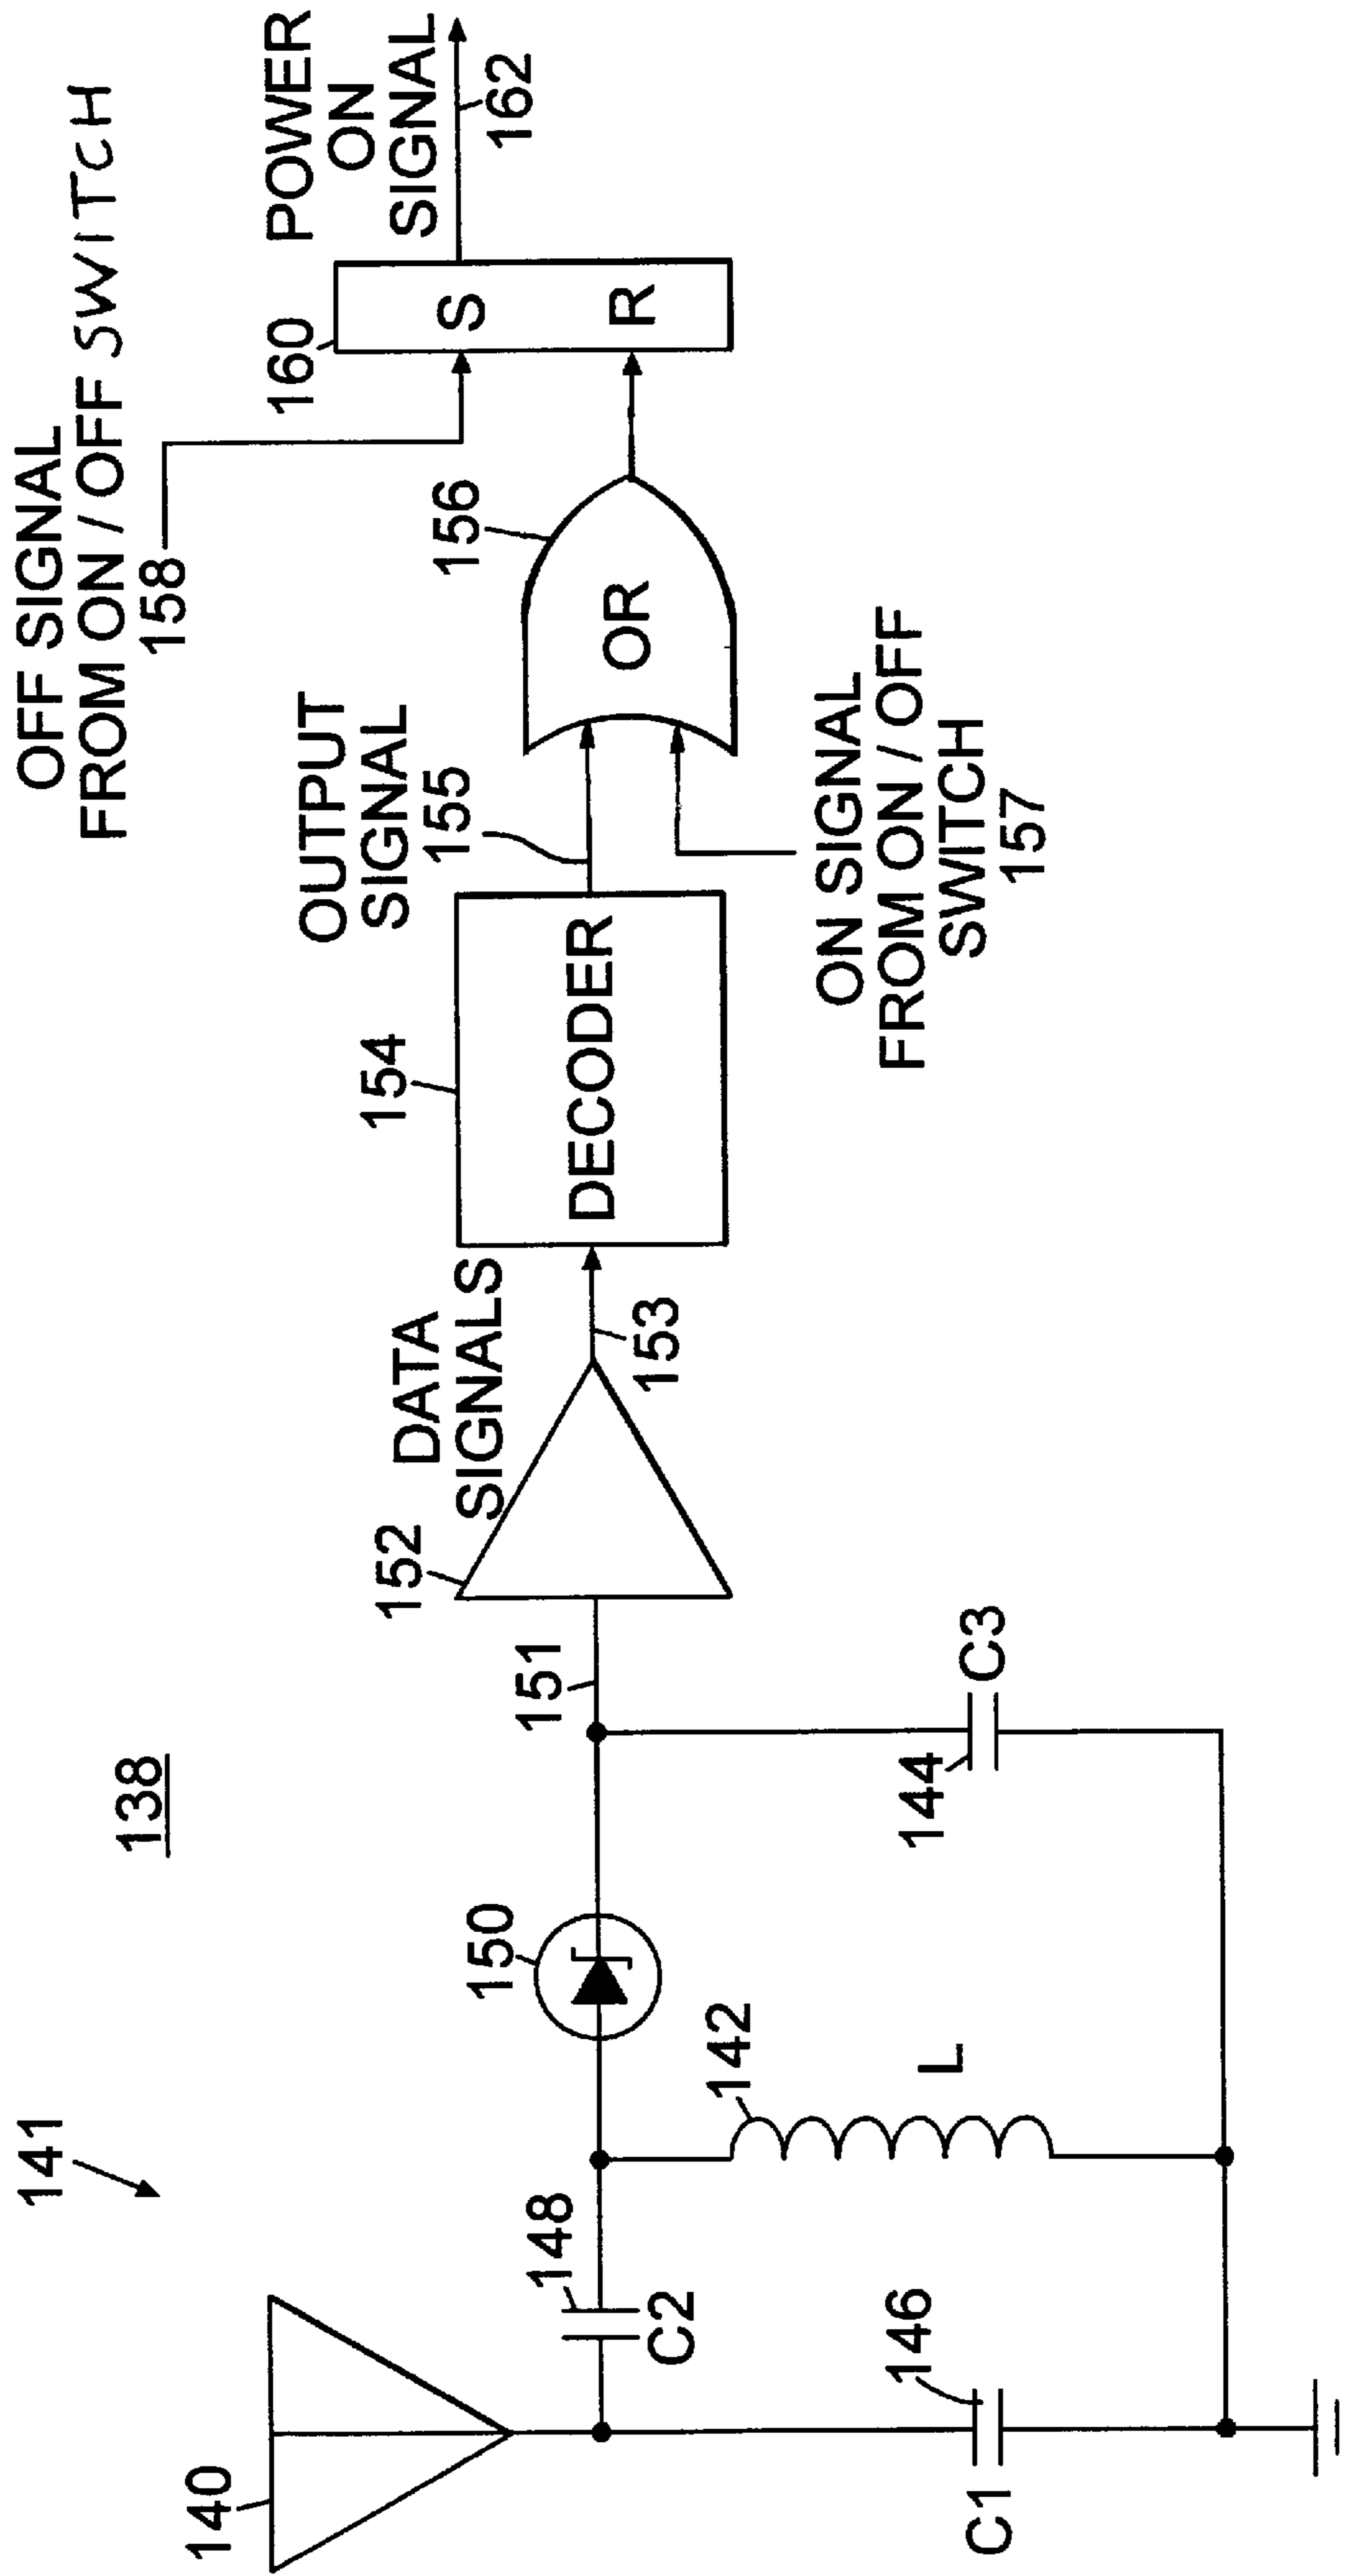 138
141
140
C1
146
C2
148
142
L
150
144
C3
151
152
DATA
SIGNALS
153
154
DECODER
OUTPUT
SIGNAL
155
ON SIGNAL
FROM ON / OFF
SWITCH
157
156
OR
OFF SIGNAL
FROM ON / OFF SWITCH
158
160
S
R
POWER
ON
SIGNAL
162